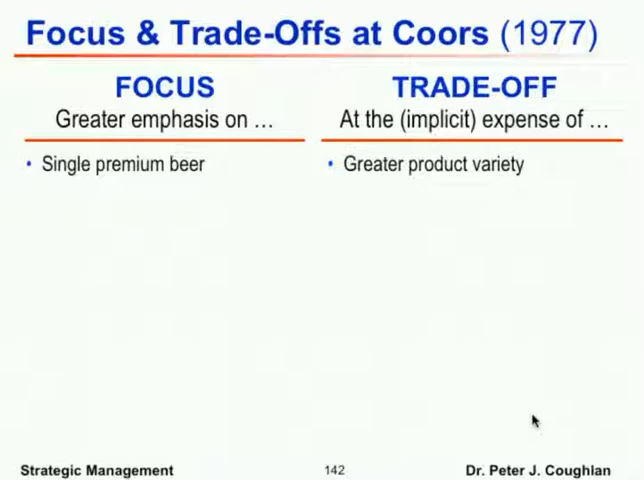 Focus & Trade-Offs at Coors (1977)
FOCUS
Greater emphasis on …
• Single premium beer
TRADE-OFF
At the (implicit) expense of …
• Greater product variety
Strategic Management
142
Dr. Peter J. Coughlan